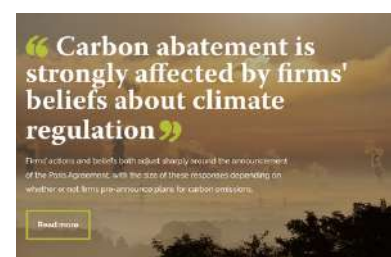 “ Carbon abatement is
strongly affected by firms'
beliefs about climate
regulation ”
Firms' actions and beliefs both adjust sharply around the announcement
of the Paris Agreement, with the size of these responses depending on
whether or not firms pre-announce plans for carbon emissions.
Read more